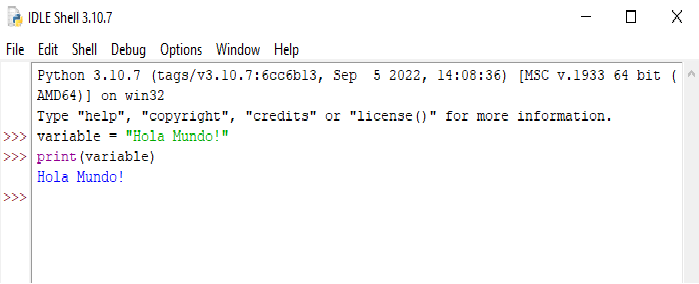 IDLE Shell 3.10.7
File Edit Shell Debug Options Window Help
Python 3.10.7 (tags/v3.10.7:6cc6b13, Sep  5 2022, 14:08:36) [MSC v.1933 64 bit (
AMD64)] on win32
Type "help", "copyright", "credits" or "license()" for more information.
>>> variable = "Hola Mundo!"
>>> print(variable)
Hola Mundo!
>>>